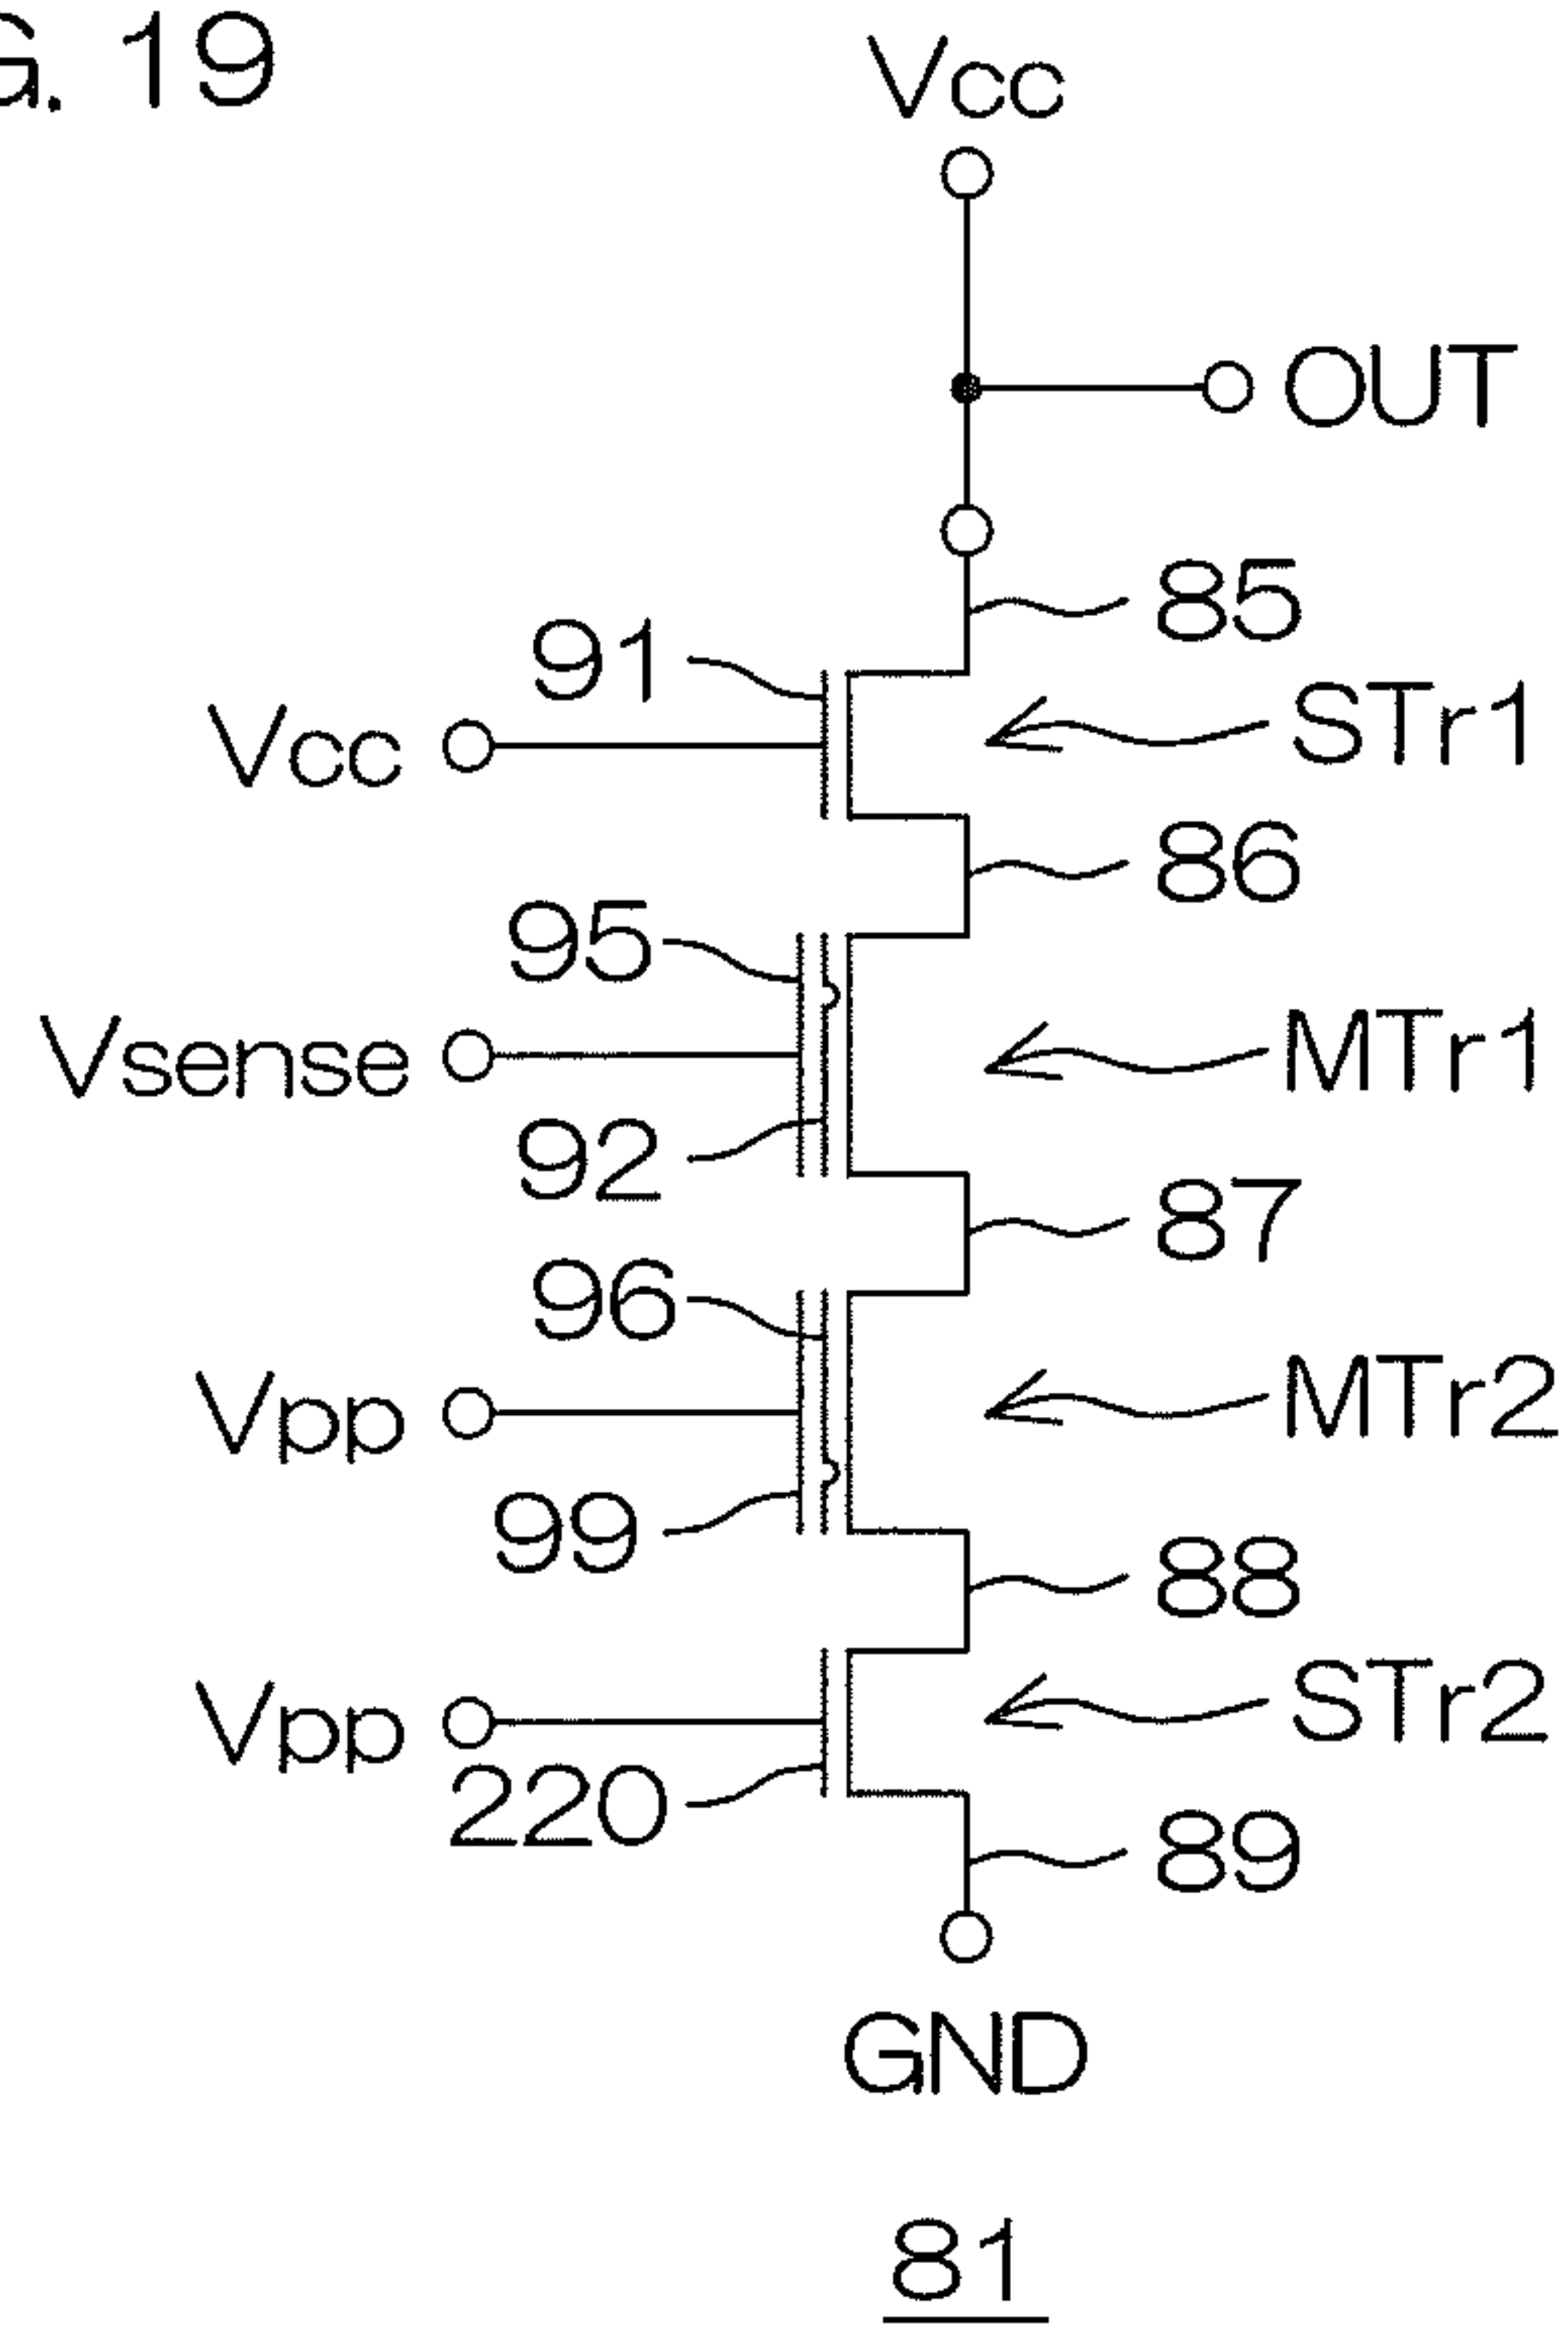 G. 19
Vcc
OUT
85
91
STr1
Vcc
86
95
MTr1
Vsense
92
87
96
MTr2
Vpp
99
88
STr2
Vpp
220
89
GND
81